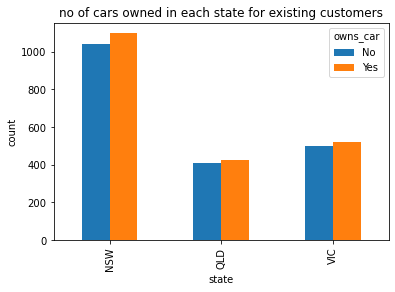 no of cars owned in each state for existing customers
owns_car
No
Yes
1000
800
600
400
200
0
count
NSW
QLD
VIC
state